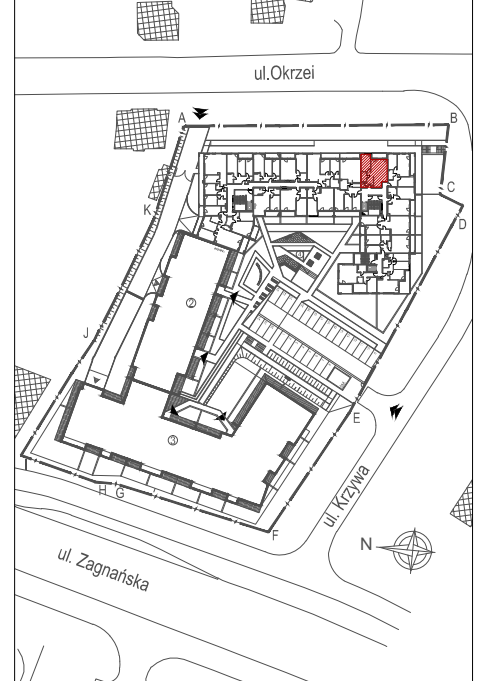 ul.Okrzei
A
B
C
D
K
J
②
③
E
H
G
F
ul. Krzywa
N
ul. Zagnańska